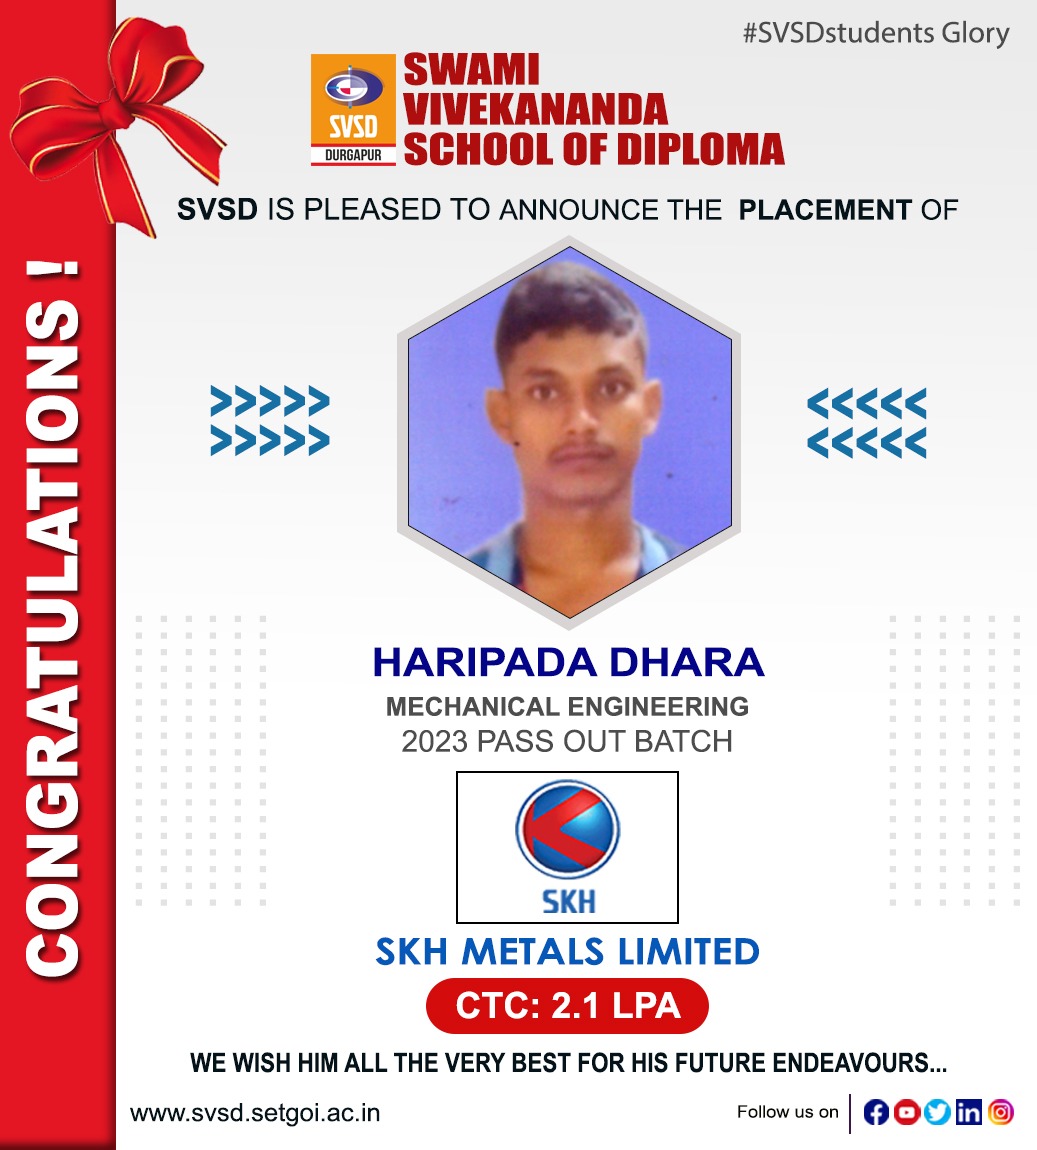 #SVSDstudents Glory
SVSD
DURGAPUR
SWAMI
VIVEKANANDA
SCHOOL OF DIPLOMA
SVSD IS PLEASED TO ANNOUNCE THE PLACEMENT OF
CONGRATULATIONS !
>>>>> <<<<<
>>>>> <<<<<
HARIPADA DHARA
MECHANICAL ENGINEERING
2023 PASS OUT BATCH
SKH
SKH METALS LIMITED
CTC: 2.1 LPA
WE WISH HIM ALL THE VERY BEST FOR HIS FUTURE ENDEAVOURS...
www.svsd.setgoi.ac.in
Follow us on